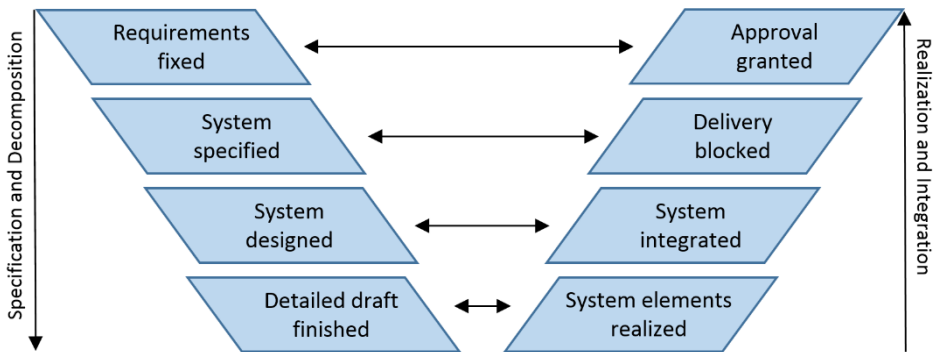 Specification and Decomposition
Requirements
fixed
Approval
granted
System
specified
Delivery
blocked
System
designed
System
integrated
Detailed draft
finished
System elements
realized
Realization and Integration